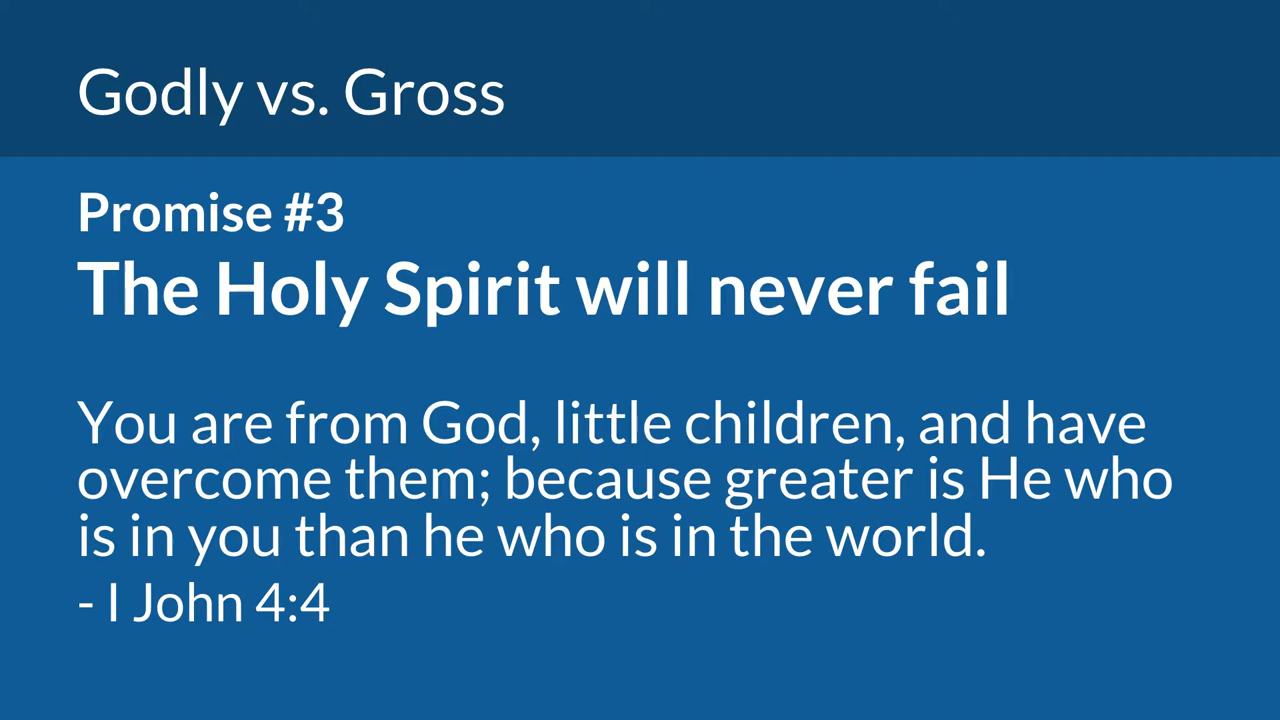 Godly vs. Gross
Promise #3
The Holy Spirit will never fail
You are from God, little children, and have
overcome them; because greater is He who
is in you than he who is in the world.
- I John 4:4